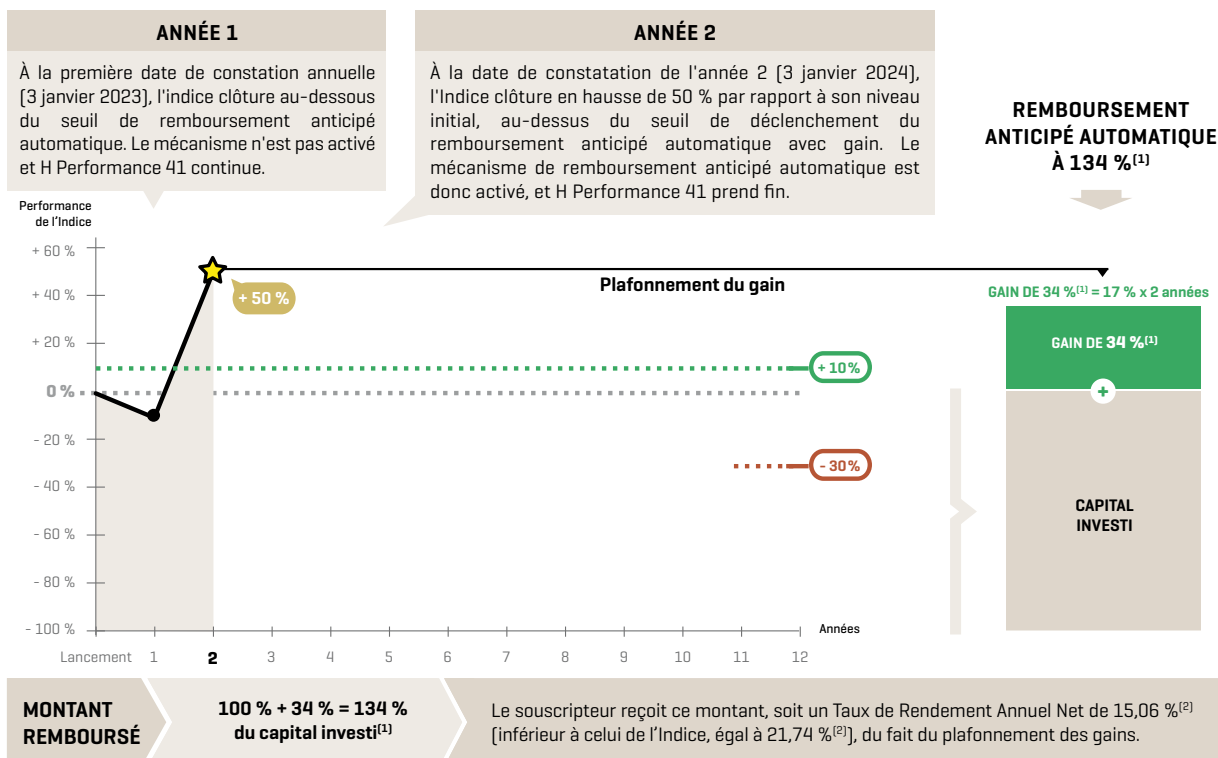 ANNÉE 1
À la première date de constation annuelle
(3 janvier 2023), l'indice clôture au-dessous
du seuil de remboursement anticipé
automatique. Le mécanisme n'est pas activé
et H Performance 41 continue.
ANNÉE 2
À la date de constatation de l'année 2 (3 janvier 2024),
l'Indice clôture en hausse de 50 % par rapport à son niveau
initial, au-dessus du seuil de déclenchement du
remboursement anticipé automatique avec gain. Le
mécanisme de remboursement anticipé automatique est
donc activé, et H Performance 41 prend fin.
REMBOURSEMENT
ANTICIPÉ AUTOMATIQUE
À 134 %(1)
Performance
de l'Indice
+ 60 %
+ 40 %
+ 20 %
0 %
- 20 %
- 40 %
- 60 %
- 80 %
- 100 %
+ 50 %
Plafonnement du gain
+ 10%
- 30%
Années
Lancement 1 2 3 4 5 6 7 8 9 10 11 12
GAIN DE 34 %(1) = 17 % x 2 années
GAIN DE 34 %(1)
+
CAPITAL
INVESTI
MONTANT
REMBOURSÉ
100 % + 34 % = 134 %
du capital investi(1)
Le souscripteur reçoit ce montant, soit un Taux de Rendement Annuel Net de 15,06 %(2)
(inférieur à celui de l'Indice, égal à 21,74 %(2)), du fait du plafonnement des gains.